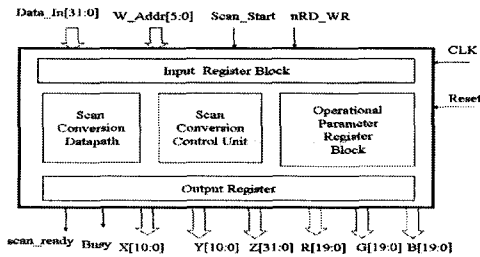 Data_In[31:0] W_Addr[5:0] Scan_Start nRD_WR
CLK
Input Register Block
Reset
Scan Conversion Datapath
Scan Conversion Control Unit
Operational Parameter Register Block
Output Register
scan_ready Busy X[10:0] Y[10:0] Z[31:0] R[19:0] G[19:0] B[19:0]